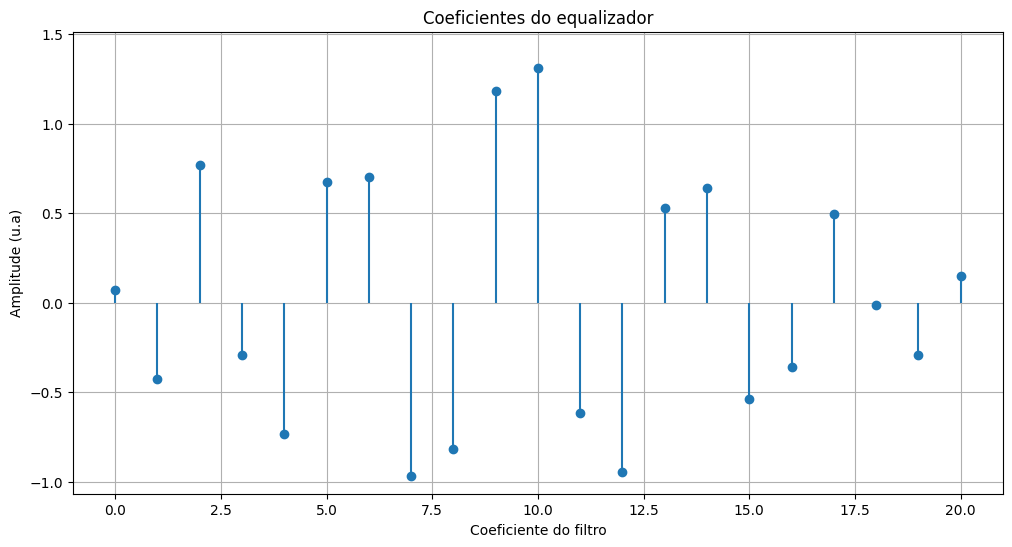 Coeficientes do equalizador
1.5
1.0
0.5
0.0
−0.5
−1.0
Amplitude (u.a)
0.0 2.5 5.0 7.5 10.0 12.5 15.0 17.5 20.0
Coeficiente do filtro